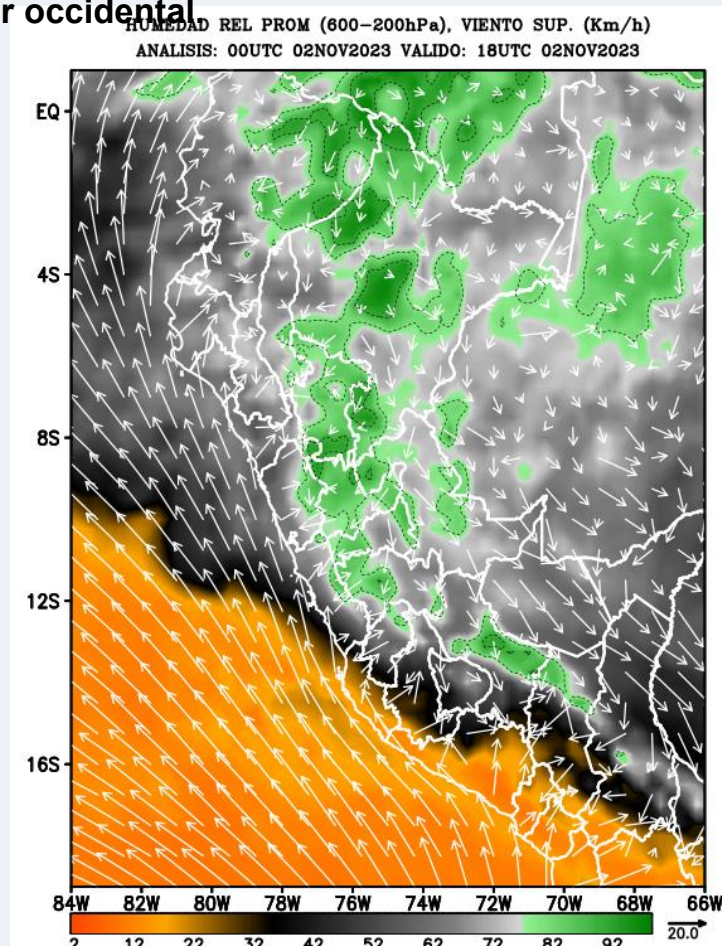 r occidental.
HUMEDAD REL PROM (600−200hPa), VIENTO SUP. (Km/h)
ANALISIS: 00UTC 02NOV2023 VALIDO: 18UTC 02NOV2023
EQ
4S
8S
12S
16S
84W 82W 80W 78W 76W 74W 72W 70W 68W 66W
2 12 22 32 42 52 62 72 82 92
20.0